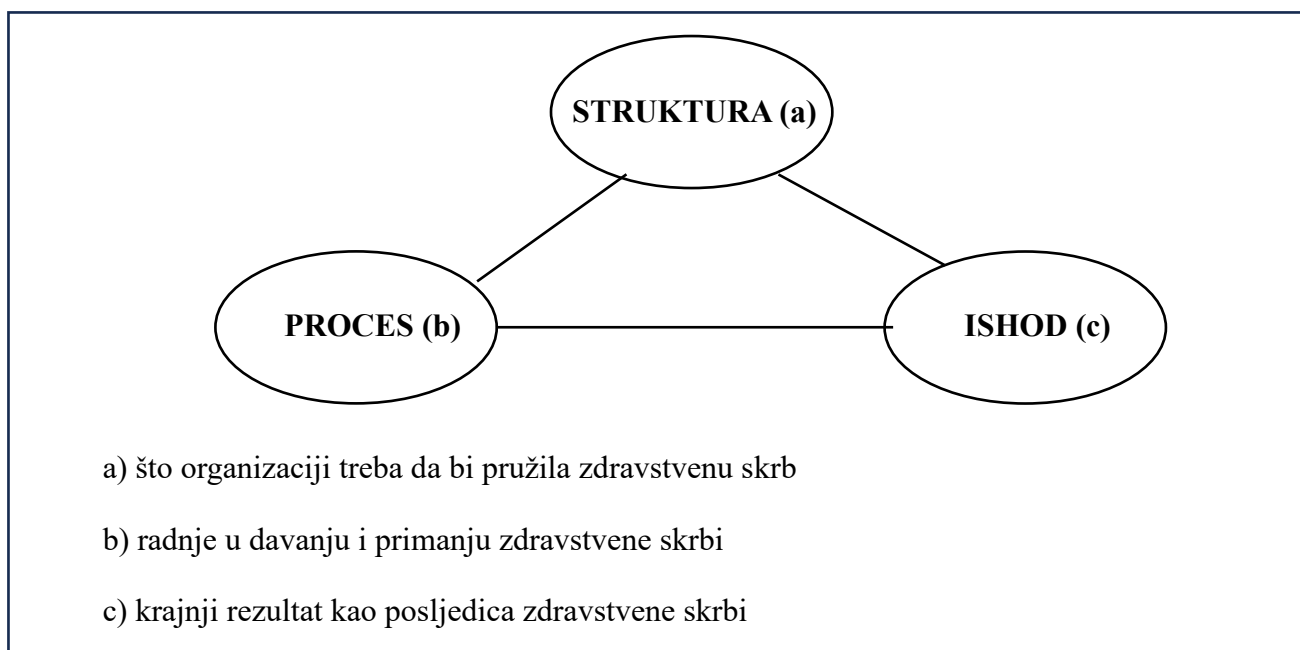 STRUKTURA (a)
PROCES (b)
ISHOD (c)
a) što organizaciji treba da bi pružila zdravstvenu skrb
b) radnje u davanju i primanju zdravstvene skrbi
c) krajnji rezultat kao posljedica zdravstvene skrbi